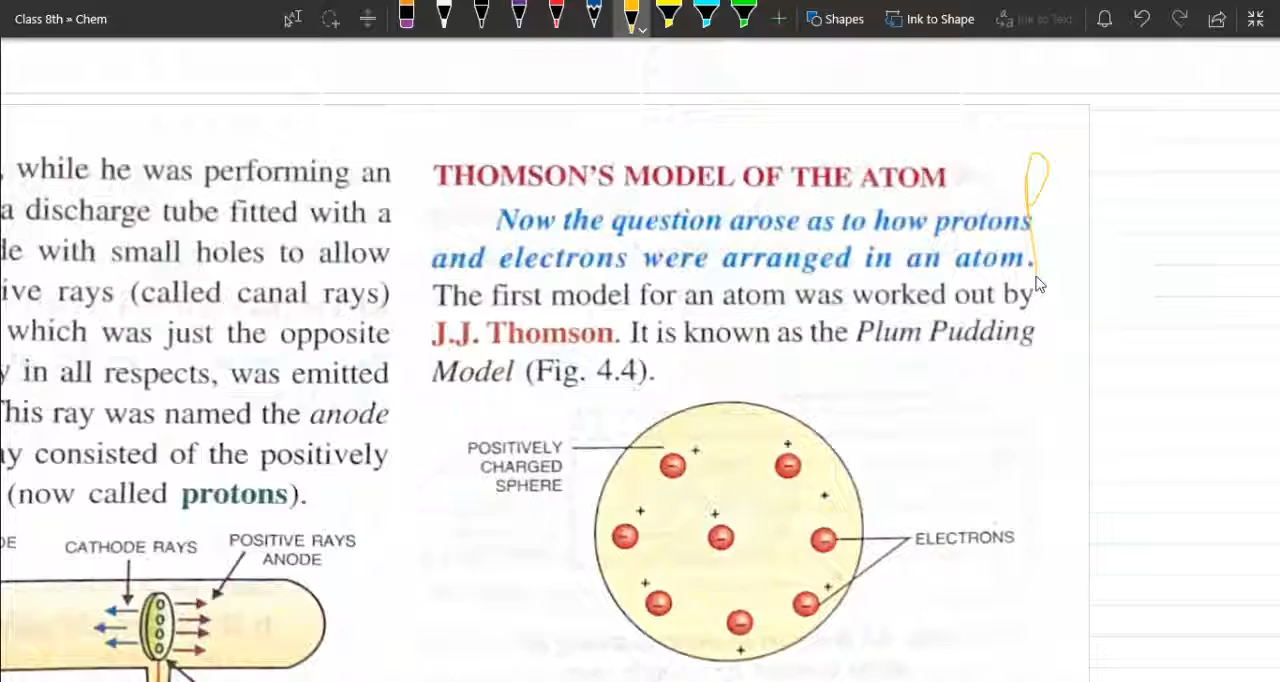 Class 8th » Chem
Shapes
Ink to Shape
Ink to Text
while he was performing an
a discharge tube fitted with a
with small holes to allow
rays (called canal rays)
which was just the opposite
in all respects, was emitted
This ray was named the anode
consisted of the positively
(now called protons).
CATHODE RAYS
POSITIVE RAYS
ANODE
THOMSON'S MODEL OF THE ATOM
Now the question arose as to how protons
and electrons were arranged in an atom.
The first model for an atom was worked out by
J.J. Thomson. It is known as the Plum Pudding
Model (Fig. 4.4).
POSITIVELY
CHARGED
SPHERE
ELECTRONS